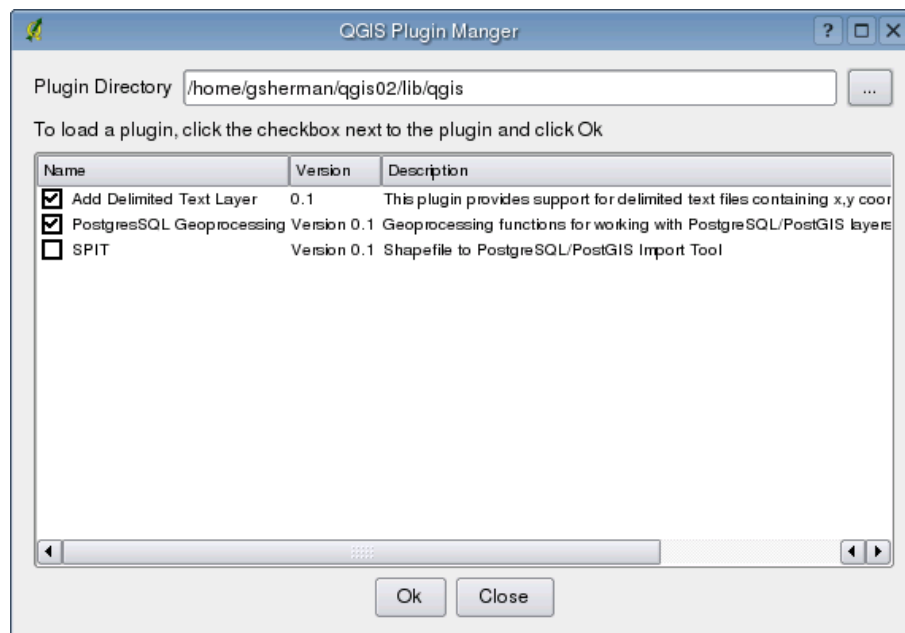 QGIS Plugin Manger
Plugin Directory /home/gsherman/qgis02/lib/qgis ...
To load a plugin, click the checkbox next to the plugin and click Ok
Name Version Description
Add Delimited Text Layer 0.1 This plugin provides support for delimited text files containing x,y coor
PostgresSQL Geoprocessing Version 0.1 Geoprocessing functions for working with PostgreSQL/PostGIS layers
SPIT Version 0.1 Shapefile to PostgreSQL/PostGIS Import Tool
Ok Close